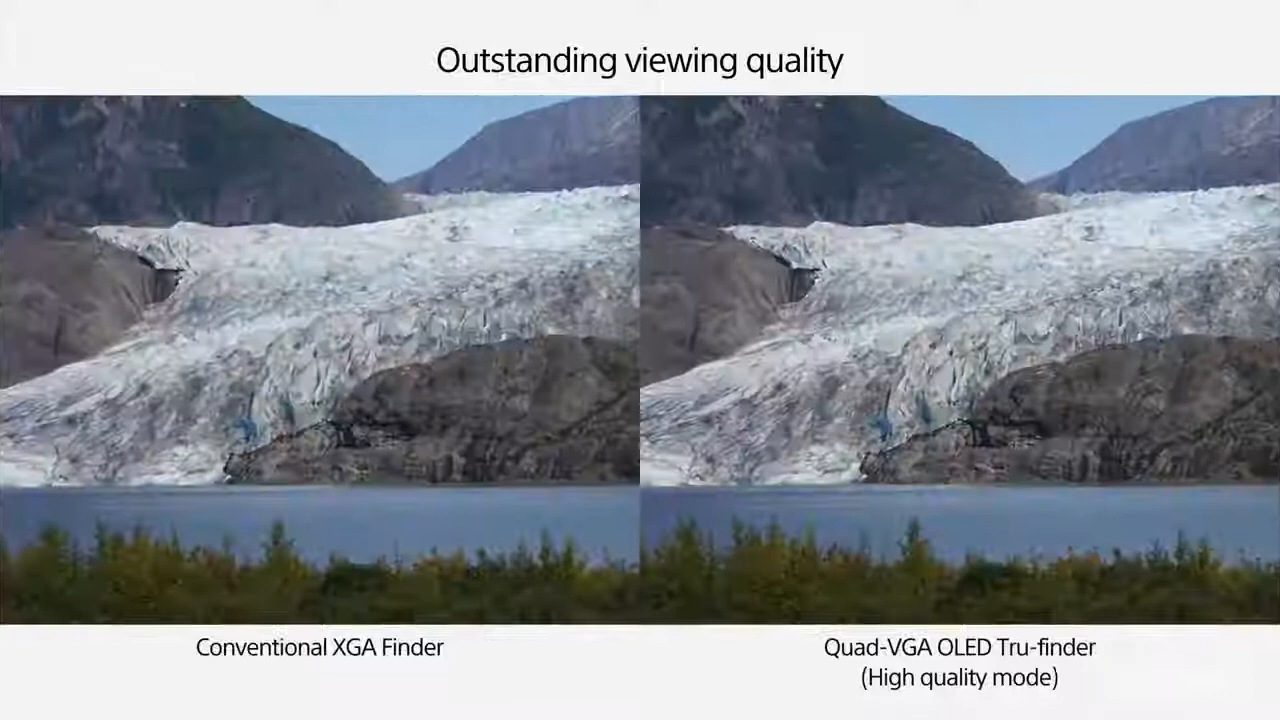 Outstanding viewing quality
Conventional XGA Finder
Quad-VGA OLED Tru-finder
(High quality mode)